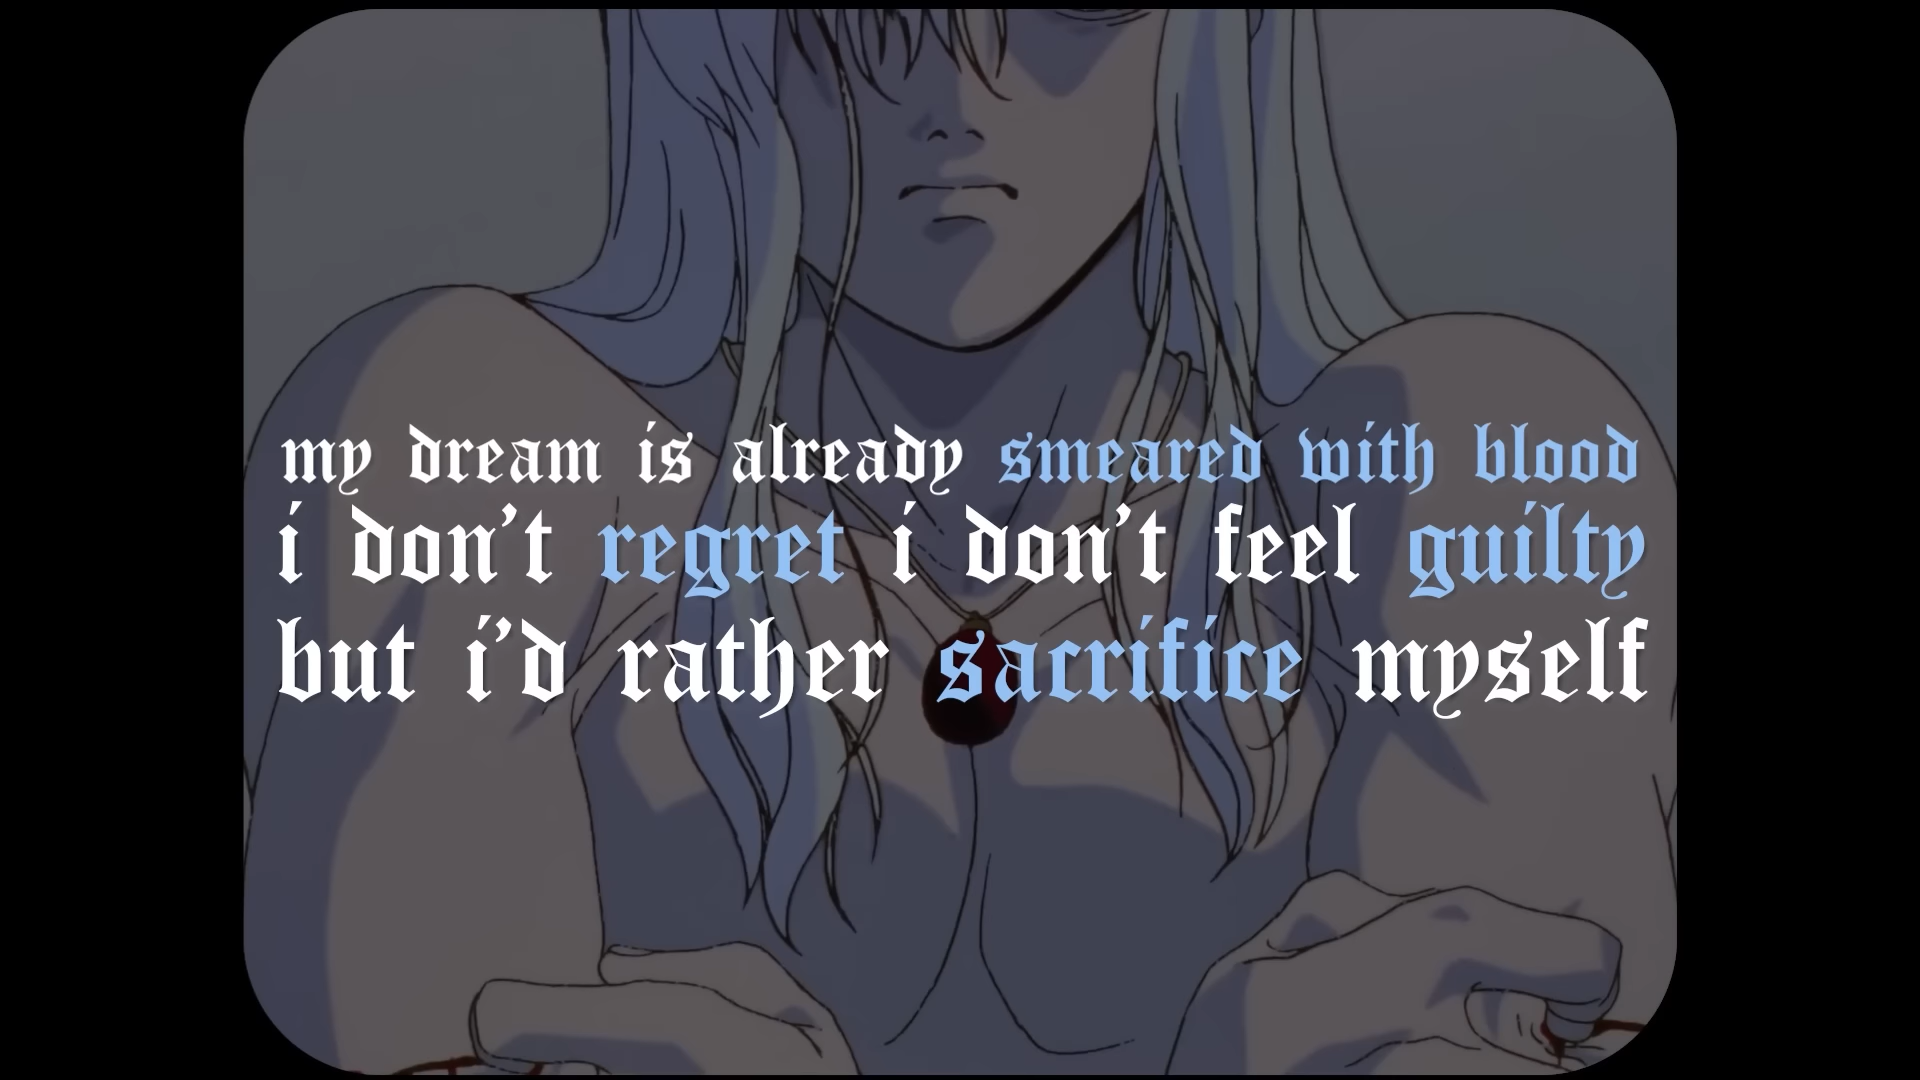 my dream is already smeared with blood
i don't regret i don't feel guilty
but i'd rather sacrifice myself